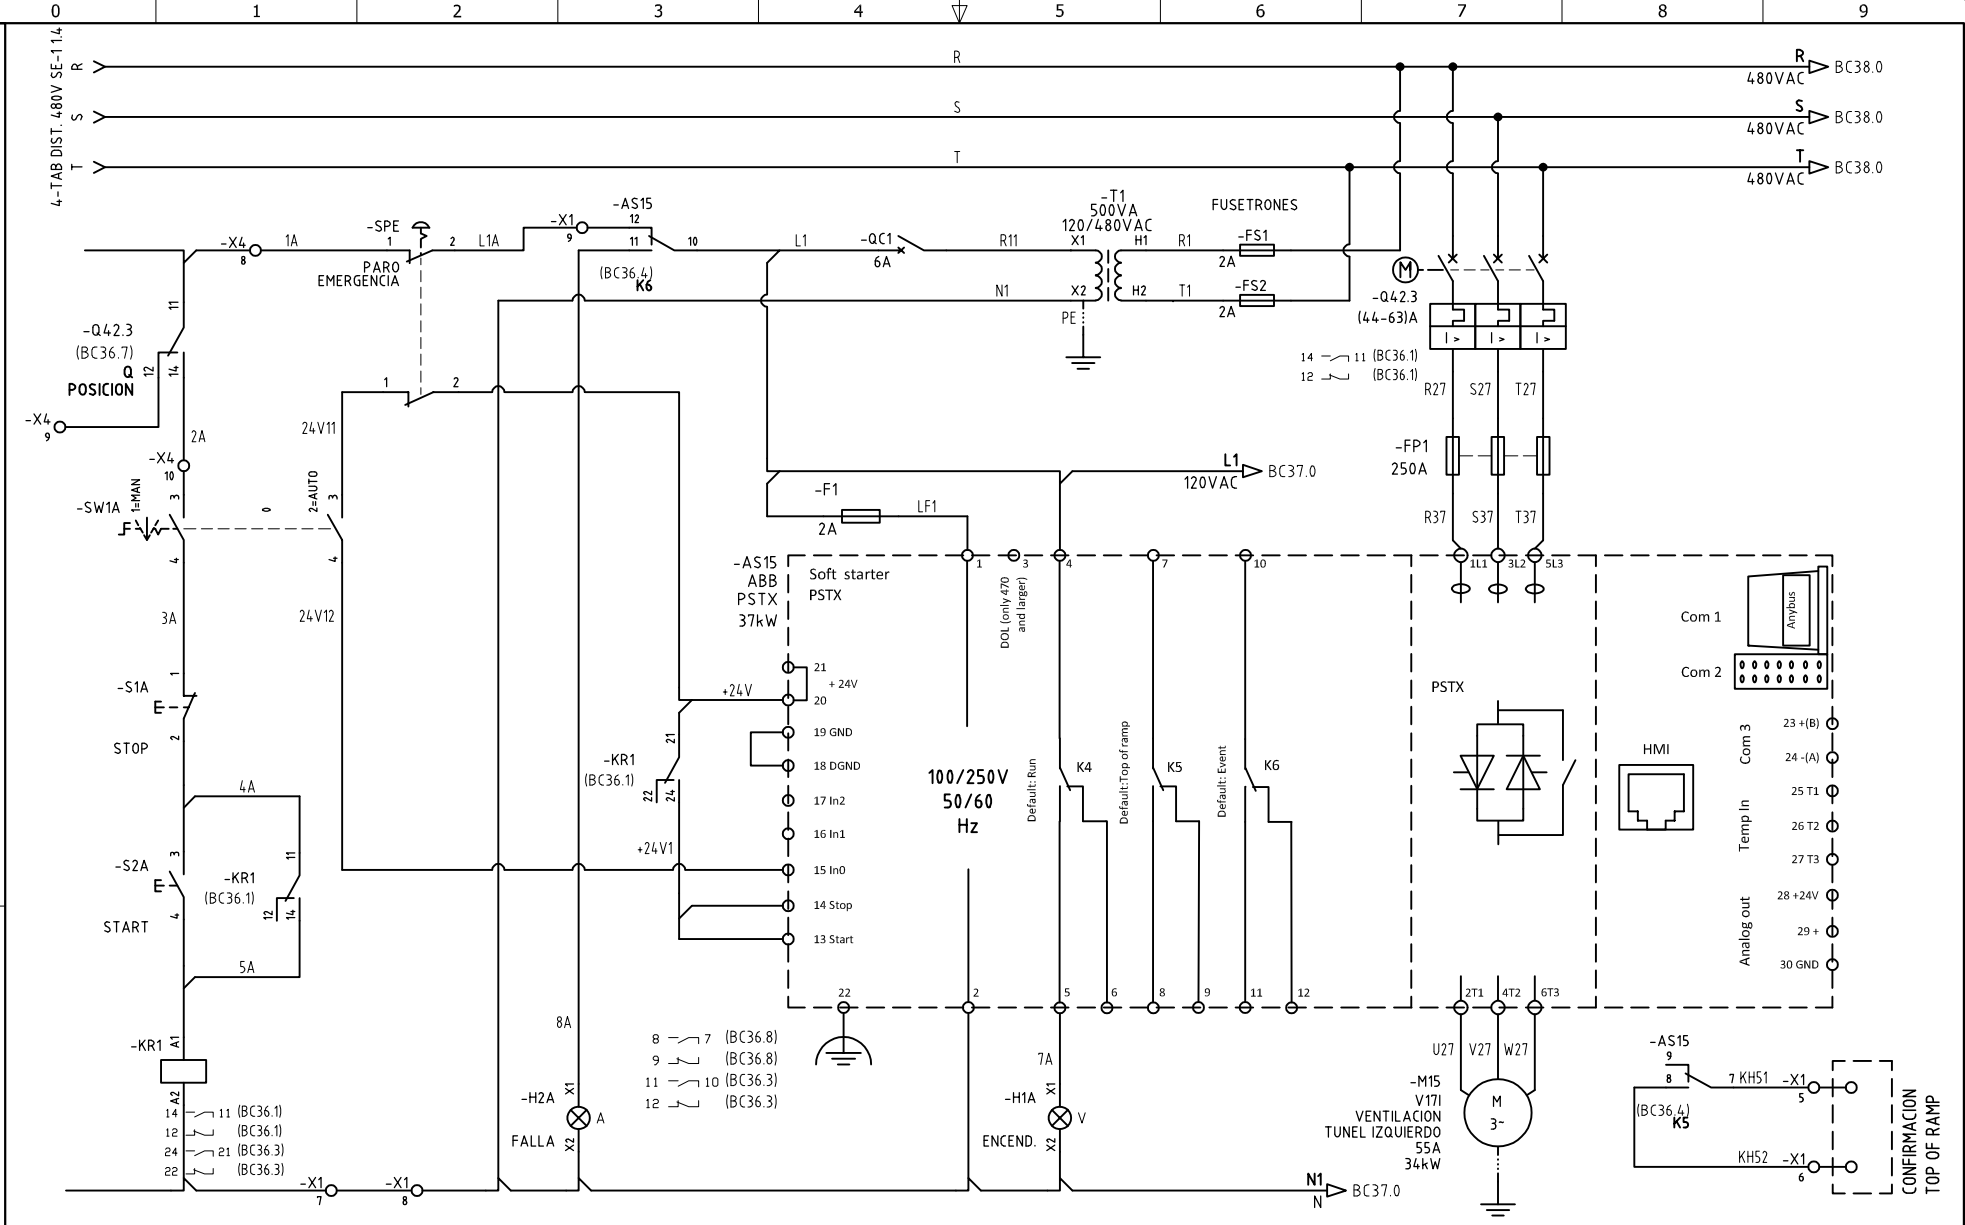 0 1 2 3 4 5 6 7 8 9
4-TAB DIST. 480V SE-1 1.4
R
R
R
480VAC
BC38.0
S
S
S
480VAC
BC38.0
T
T
T
480VAC
BC38.0
-X4
8
1A
-SPE
1
2
PARO
EMERGENCIA
L1A
-X1
9
-AS15
12
11
10
(BC36.4)
K6
L1
-QC1
6A
R11
N1
-T1
500VA
120/480VAC
X1
H1
X2
H2
PE
R1
T1
FUSETRONES
-FS1
2A
-FS2
2A
M
-Q42.3
(44-63)A
I >
I >
I >
14
11 (BC36.1)
12
(BC36.1)
R27
S27
T27
-FP1
250A
R37
S37
T37
11
-Q42.3
(BC36.7)
Q
POSICION
12
14
-X4
9
2A
-X4
10
-SW1A
1=MAN
3
0
2=AUTO
3
4
4
1
2
24V11
24V12
3A
1
-S1A
2
STOP
4A
3
-S2A
4
START
11
-KR1
(BC36.1)
12
14
5A
A1
-KR1
A2
14
11 (BC36.1)
12
(BC36.1)
24
21 (BC36.3)
22
(BC36.3)
-X1
7
-X1
8
L1
120VAC
BC37.0
-F1
2A
LF1
-AS15
ABB
PSTX
37kW
Soft starter
PSTX
1
3
4
7
10
DOL (only 470
and larger)
21
+ 24V
20
+24V
19 GND
18 DGND
17 In2
16 In1
15 In0
14 Stop
13 Start
21
-KR1
(BC36.1)
22
24
+24V1
100/250V
50/60
Hz
Default: Run
K4
Default:Top of ramp
K5
Default: Event
K6
22
2
5
6
8
9
11
12
1L1
3L2
5L3
PSTX
2T1
4T2
6T3
HMI
Com 1
Anybus
Com 2
Com 3
23 +(B)
24 -(A)
Temp In
25 T1
26 T2
27 T3
Analog out
28 +24V
29 +
30 GND
8A
X1
-H2A
A
FALLA
X2
8
7 (BC36.8)
9
(BC36.8)
11
10 (BC36.3)
12
(BC36.3)
7A
X1
-H1A
V
ENCEND.
X2
N1
N
BC37.0
U27
V27
W27
-M15
V17I
VENTILACION
TUNEL IZQUIERDO
55A
34kW
M
3~
-AS15
9
8
7
KH51
-X1
5
(BC36.4)
K5
KH52
-X1
6
CONFIRMACION
TOP OF RAMP